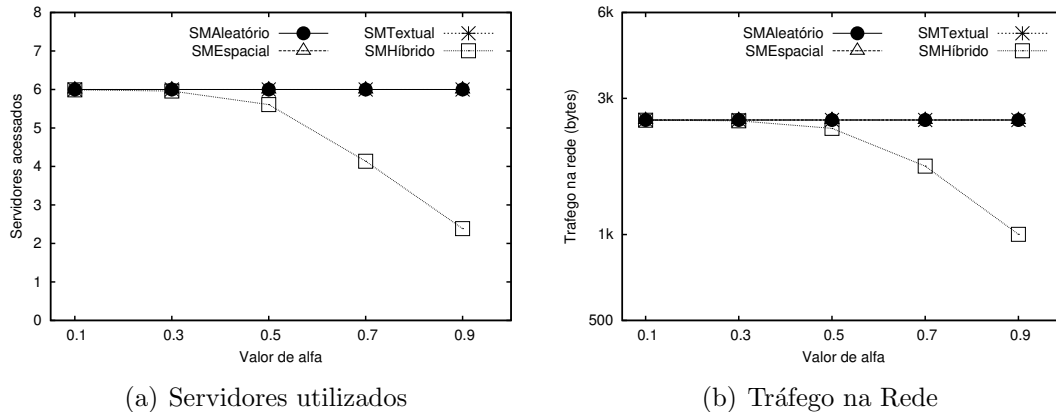 8
7
6
5
4
3
2
1
0
Servidores acessados
SMAleatório
SMEspacial
SMTextual
SMHíbrido
0.1 0.3 0.5 0.7 0.9
Valor de alfa
(a) Servidores utilizados
6k
3k
1k
500
Trafego na rede (bytes)
SMAleatório
SMEspacial
SMTextual
SMHíbrido
0.1 0.3 0.5 0.7 0.9
Valor de alfa
(b) Tráfego na Rede